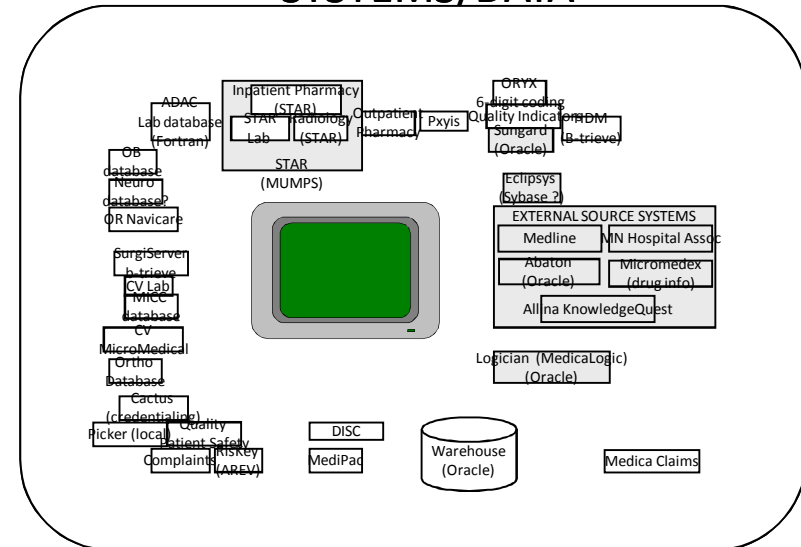 SYSTEMS/DATA
ADAC
Lab database
(Fortran)
Inpatient Pharmacy
(STAR)
STAR
Lab
Radiology
(STAR)
STAR
(MUMPS)
Outpatient
Pharmacy
Pxyis
ORYX
6-digit coding
Quality Indicators
Sungard
(Oracle)
(B-trieve)
OB
database
Neuro
database?
OR Navicare
Eclipsys
(Sybase ?)
EXTERNAL SOURCE SYSTEMS
Medline
MN Hospital Assoc
Abaton
(Oracle)
Micromedex
(drug info)
Allina KnowledgeQuest
SurgiServer
b-trieve
CV Lab
MICC
database
CV
MicroMedical
Ortho
Database
Logician (MedicaLogic)
(Oracle)
Cactus
(credentialing)
Picker (local)
Quality
Patient Safety
Complaints
RisKey
(AREV)
DISC
MediPac
Warehouse
(Oracle)
Medica Claims